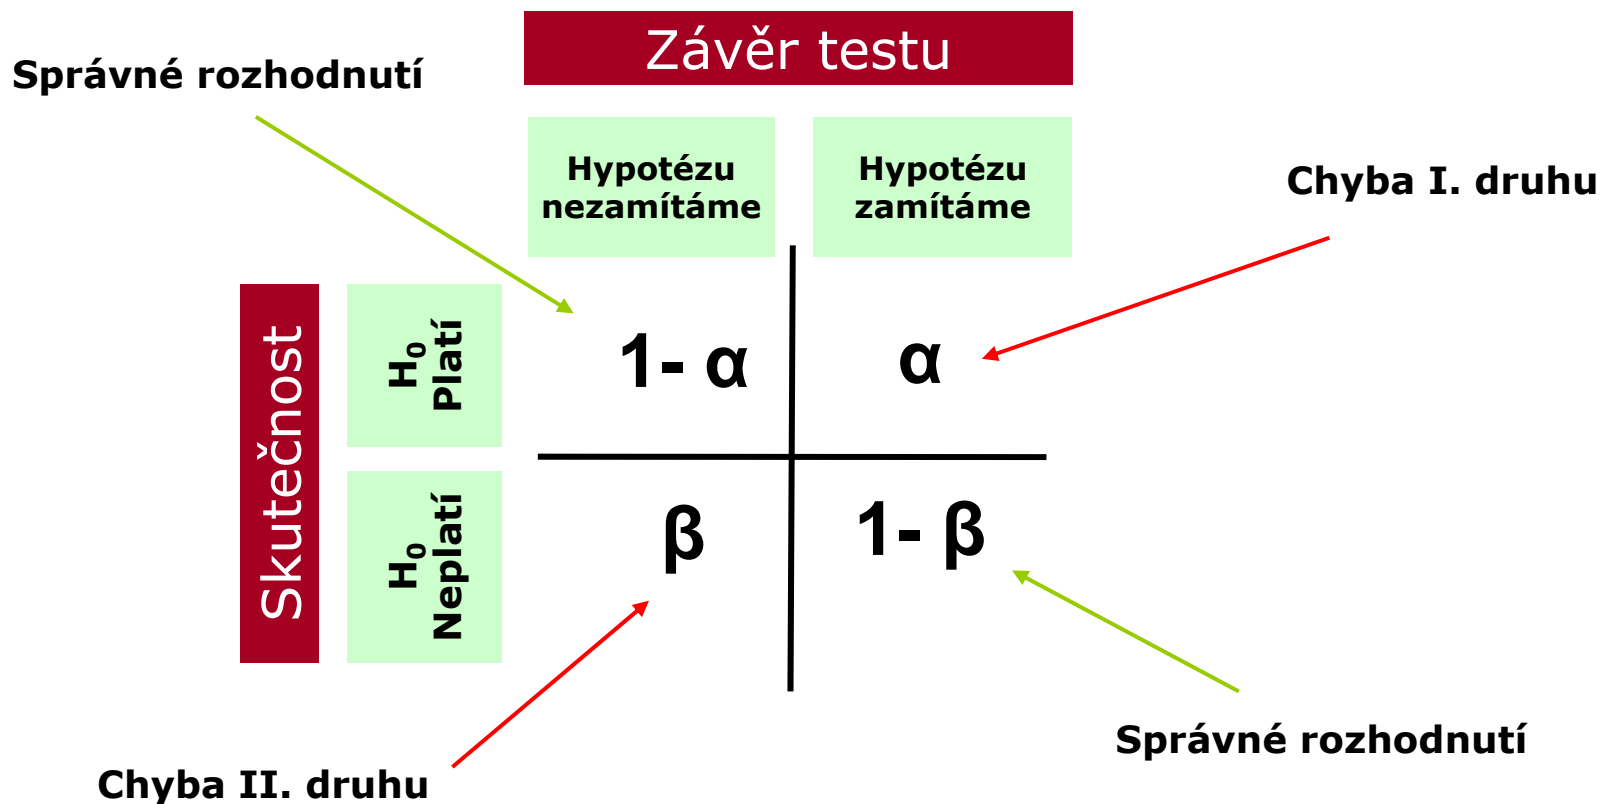 Závěr testu
Správné rozhodnutí
Hypotézu
nezamítáme
Hypotézu
zamítáme
Chyba I. druhu
Skutečnost
H₀
Platí
1- α
α
H₀
Neplatí
β
1- β
Správné rozhodnutí
Chyba II. druhu